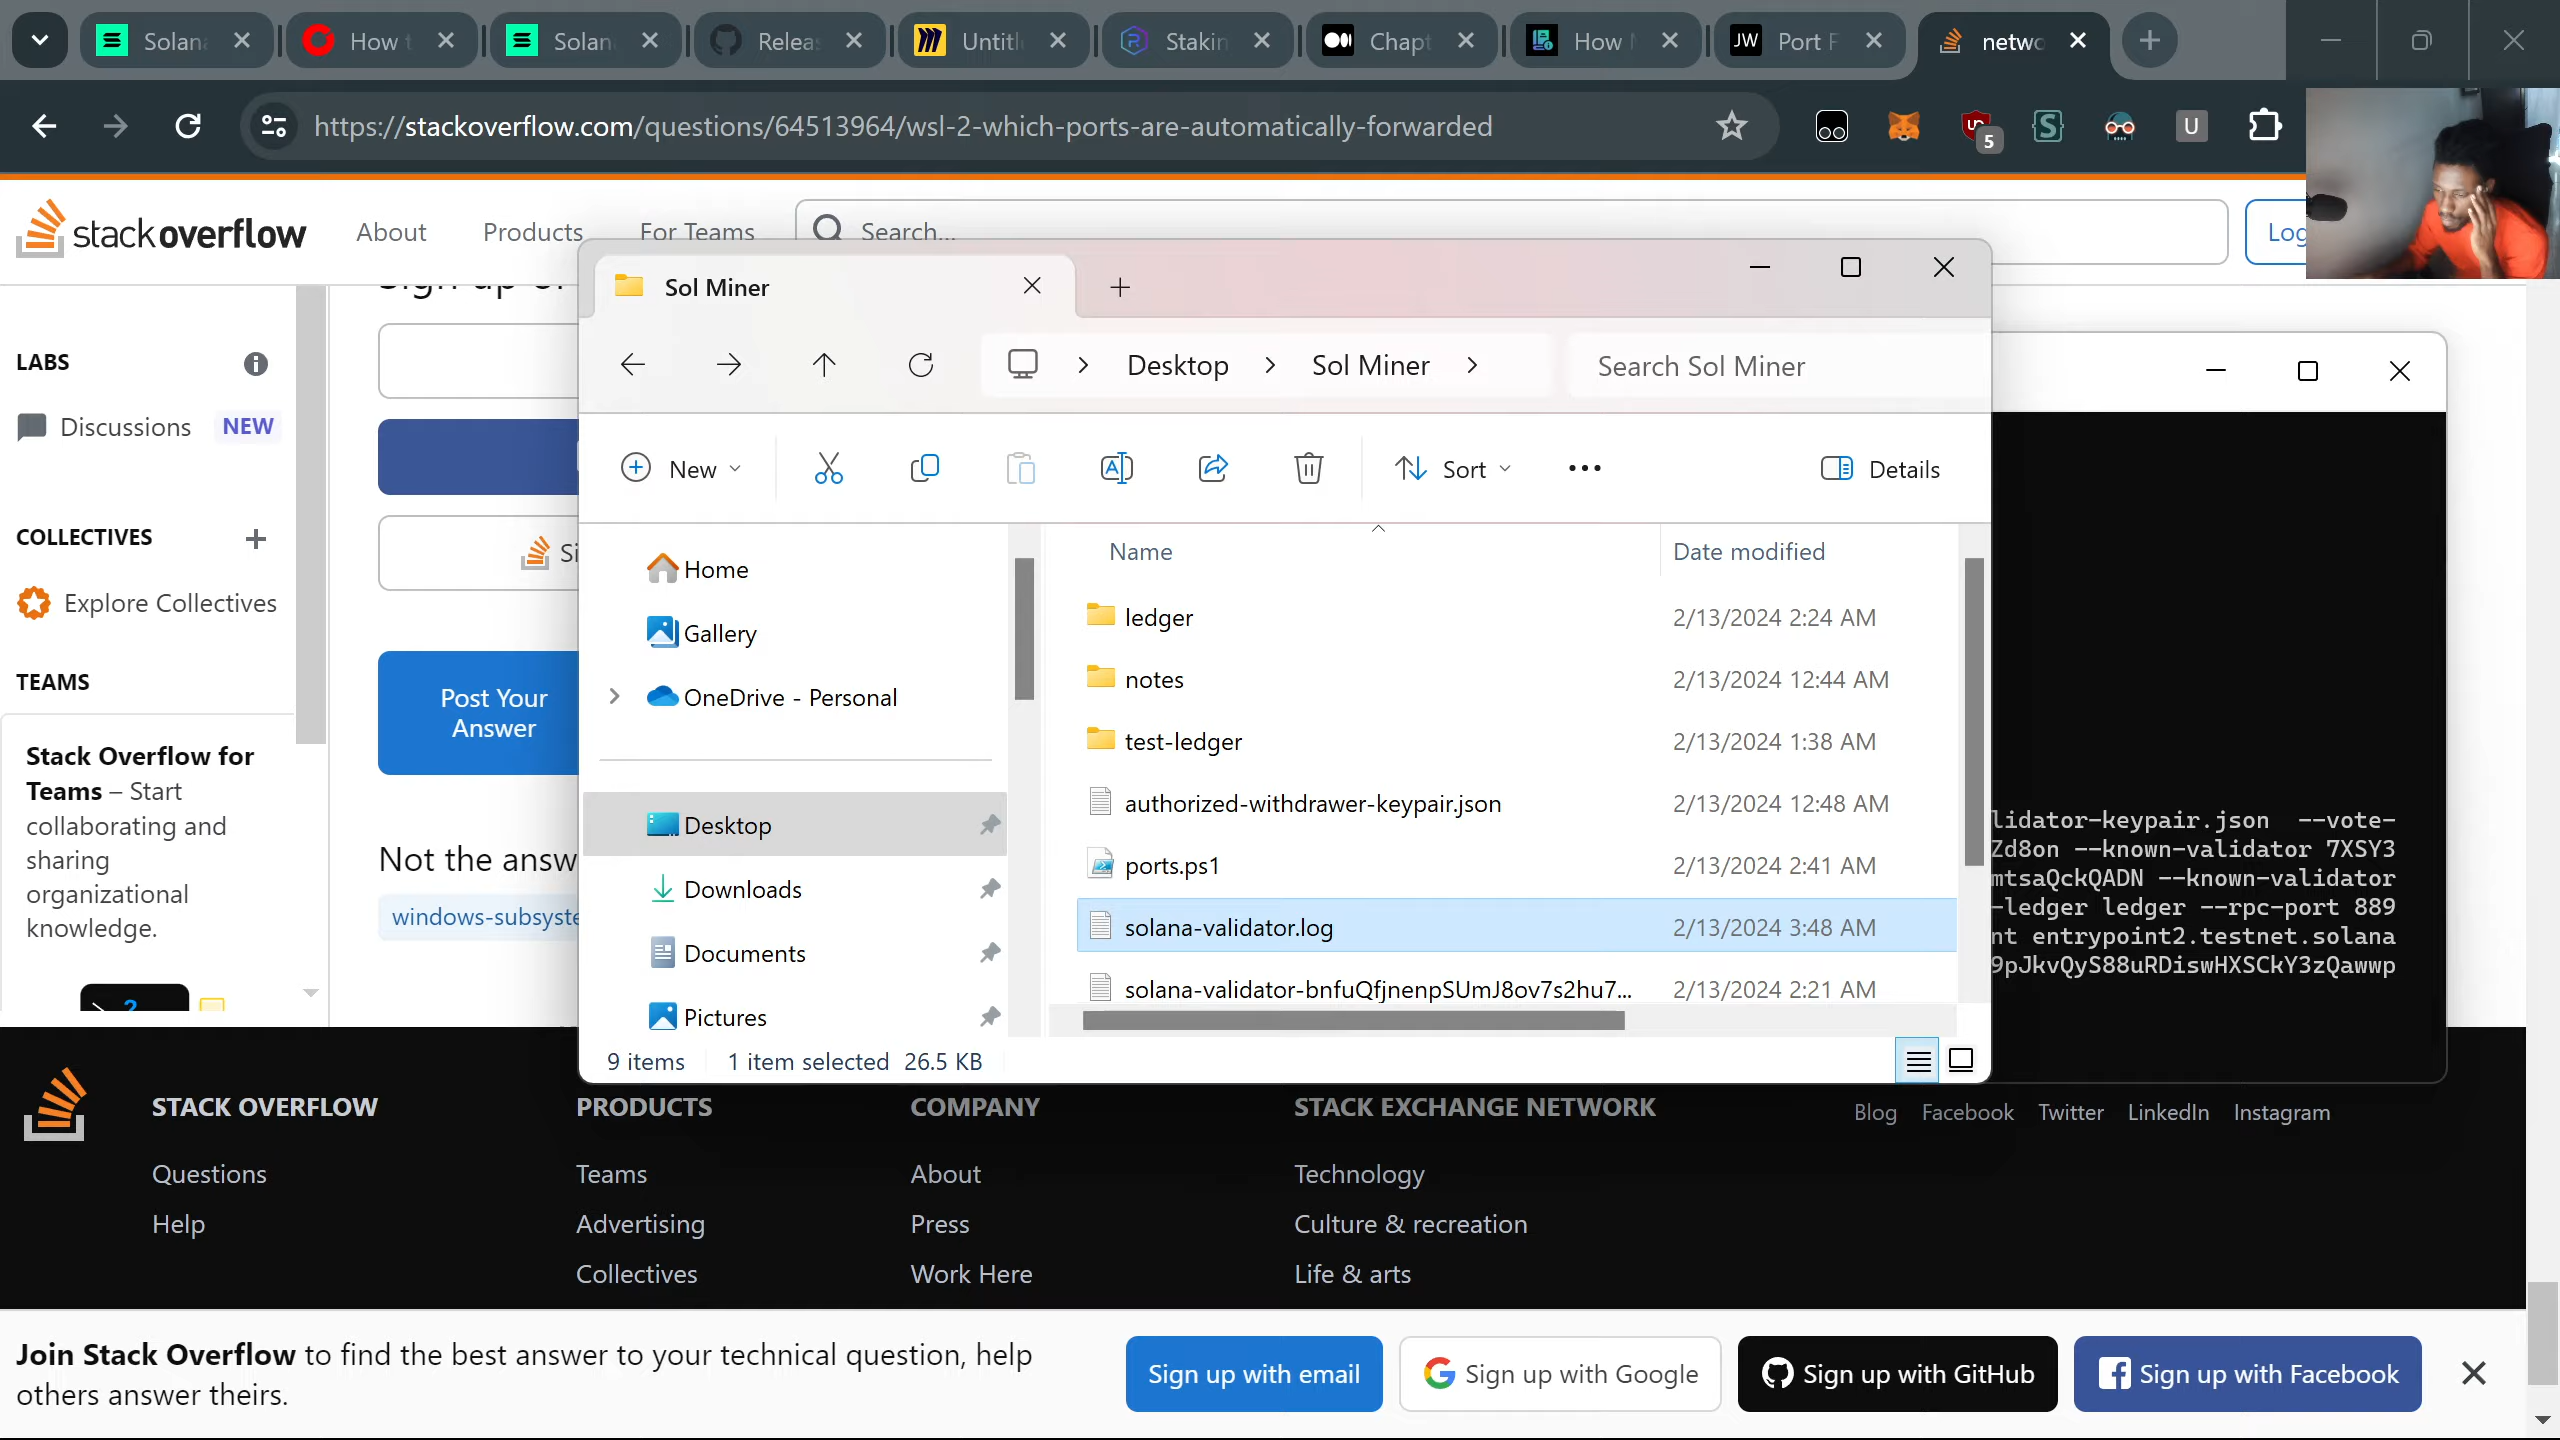 Solan
How t
Solan
Relea
Untitl
Stakin
Chapt
How
JW
Port F
netwo
https://stackoverflow.com/questions/64513964/wsl-2-which-ports-are-automatically-forwarded
5
U
stackoverflow
About
Products
For Teams
Search...
Log
Sign up or
LABS
Discussions
NEW
COLLECTIVES
Explore Collectives
TEAMS
Stack Overflow for
Teams – Start
collaborating and
sharing
organizational
knowledge.
Post Your
Answer
Not the answ
windows-subsyste
Sol Miner
Desktop
Sol Miner
Search Sol Miner
New
Sort
Details
Home
Gallery
OneDrive - Personal
Desktop
Downloads
Documents
Pictures
Name
Date modified
ledger
2/13/2024 2:24 AM
notes
2/13/2024 12:44 AM
test-ledger
2/13/2024 1:38 AM
authorized-withdrawer-keypair.json
2/13/2024 12:48 AM
ports.ps1
2/13/2024 2:41 AM
solana-validator.log
2/13/2024 3:48 AM
solana-validator-bnfuQfjnenpSUmJ8ov7s2hu7...
2/13/2024 2:21 AM
9 items
1 item selected
26.5 KB
lidator-keypair.json --vote-
Zd8on --known-validator 7XSY3
mtsaQckQADN --known-validator
-ledger ledger --rpc-port 889
nt entrypoint2.testnet.solana
9pJkvQyS88uRDiswHXSCkY3zQawwp
STACK OVERFLOW
Questions
Help
PRODUCTS
Teams
Advertising
Collectives
COMPANY
About
Press
Work Here
STACK EXCHANGE NETWORK
Technology
Culture & recreation
Life & arts
Blog
Facebook
Twitter
LinkedIn
Instagram
Join Stack Overflow to find the best answer to your technical question, help
others answer theirs.
Sign up with email
Sign up with Google
Sign up with GitHub
Sign up with Facebook